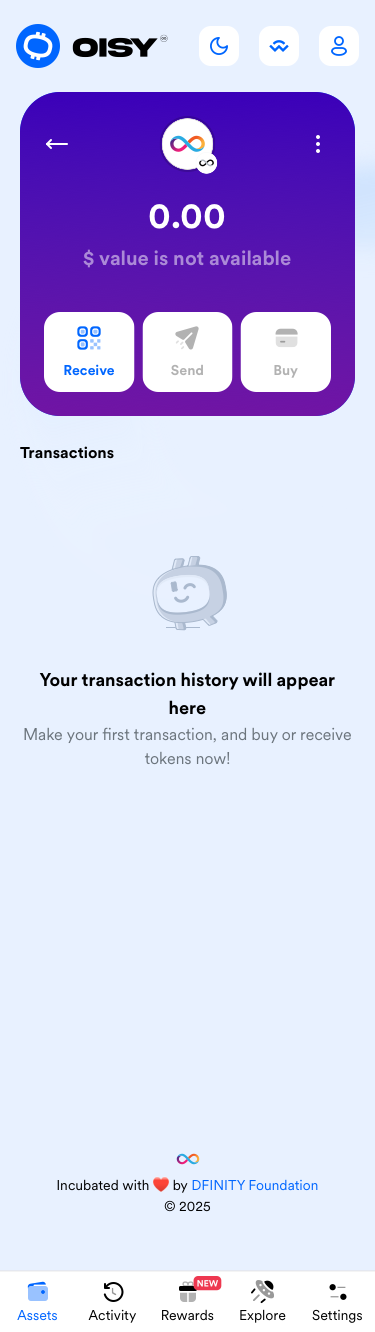 OISY
0.00
$ value is not available
Receive
Send
Buy
Transactions
Your transaction history will appear
here
Make your first transaction, and buy or receive
tokens now!
Incubated with ❤️ by DFINITY Foundation
© 2025
NEW
Assets
Activity
Rewards
Explore
Settings